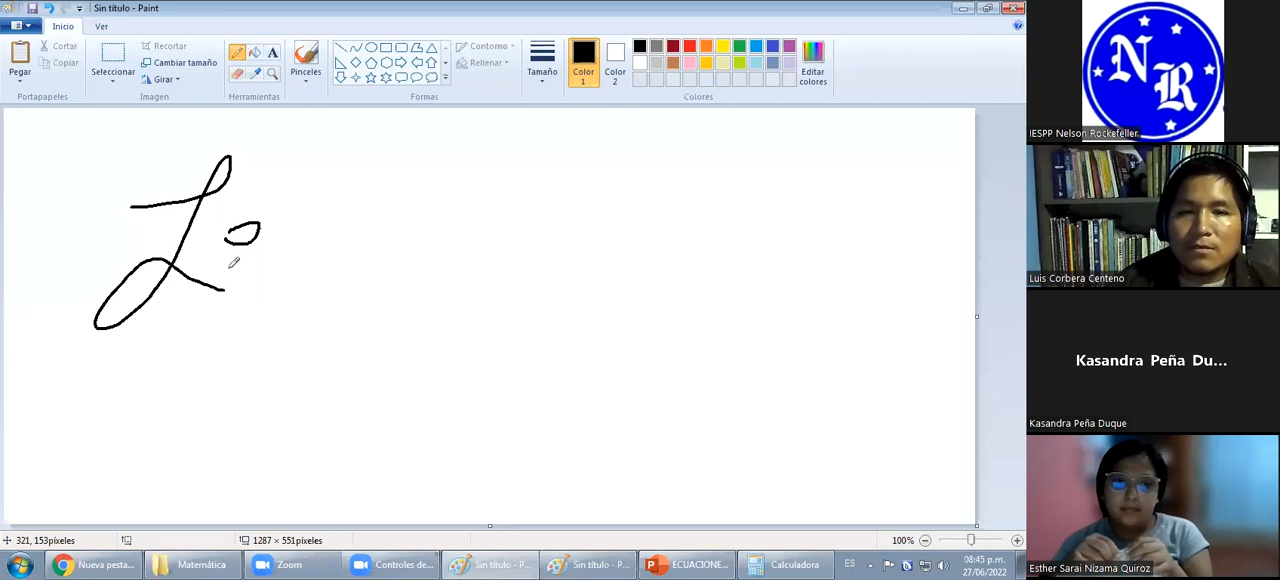 Sin título - Paint
Inicio Ver
Pegar
Cortar
Copiar
Portapapeles
Seleccionar
Recortar
Cambiar tamaño
Girar
Imagen
A
Herramientas
Pinceles
Contorno
Rellenar
Formas
Tamaño
Color 1
Color 2
Editar colores
Colores
Lo
321, 153píxeles
1287 × 551píxeles
100%
Nueva pesta...
Matemática
Zoom
Controles de...
Sin título - P...
Sin título - P...
ECUACIONE...
Calculadora
ES
08:45 p.m.
27/06/2022
N R
IESPP Nelson Rockefeller
Luis Corbera Centeno
Kasandra Peña Du...
Kasandra Peña Duque
Esther Sarai Nizama Quiroz